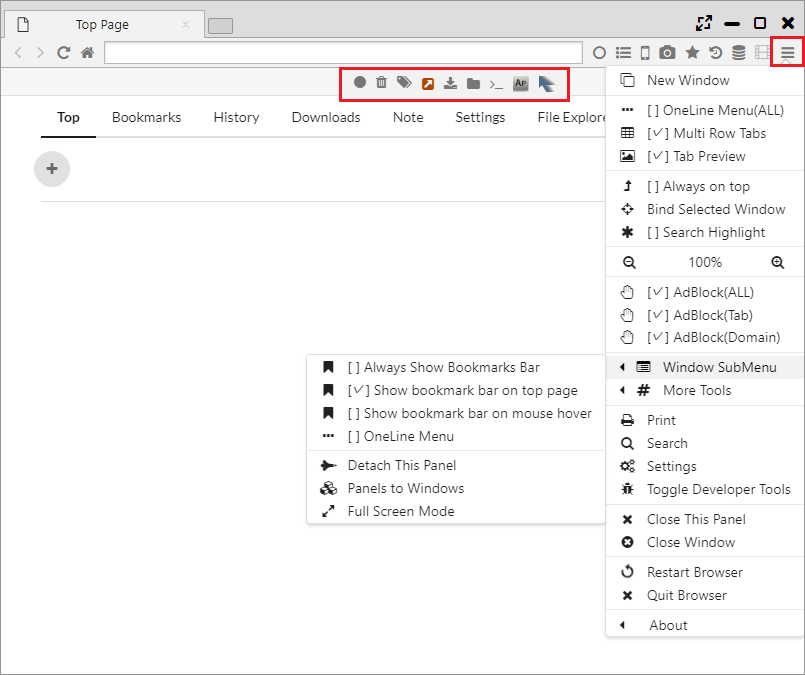 Top Page
AP
Top Bookmarks History Downloads Note Settings File Explore
New Window
[ ] OneLine Menu(ALL)
[✓] Multi Row Tabs
[✓] Tab Preview
[ ] Always on top
Bind Selected Window
[ ] Search Highlight
100%
[✓] AdBlock(ALL)
[✓] AdBlock(Tab)
[✓] AdBlock(Domain)
Window SubMenu
More Tools
Print
Search
Settings
Toggle Developer Tools
Close This Panel
Close Window
Restart Browser
Quit Browser
About
[ ] Always Show Bookmarks Bar
[✓] Show bookmark bar on top page
[ ] Show bookmark bar on mouse hover
[ ] OneLine Menu
Detach This Panel
Panels to Windows
Full Screen Mode